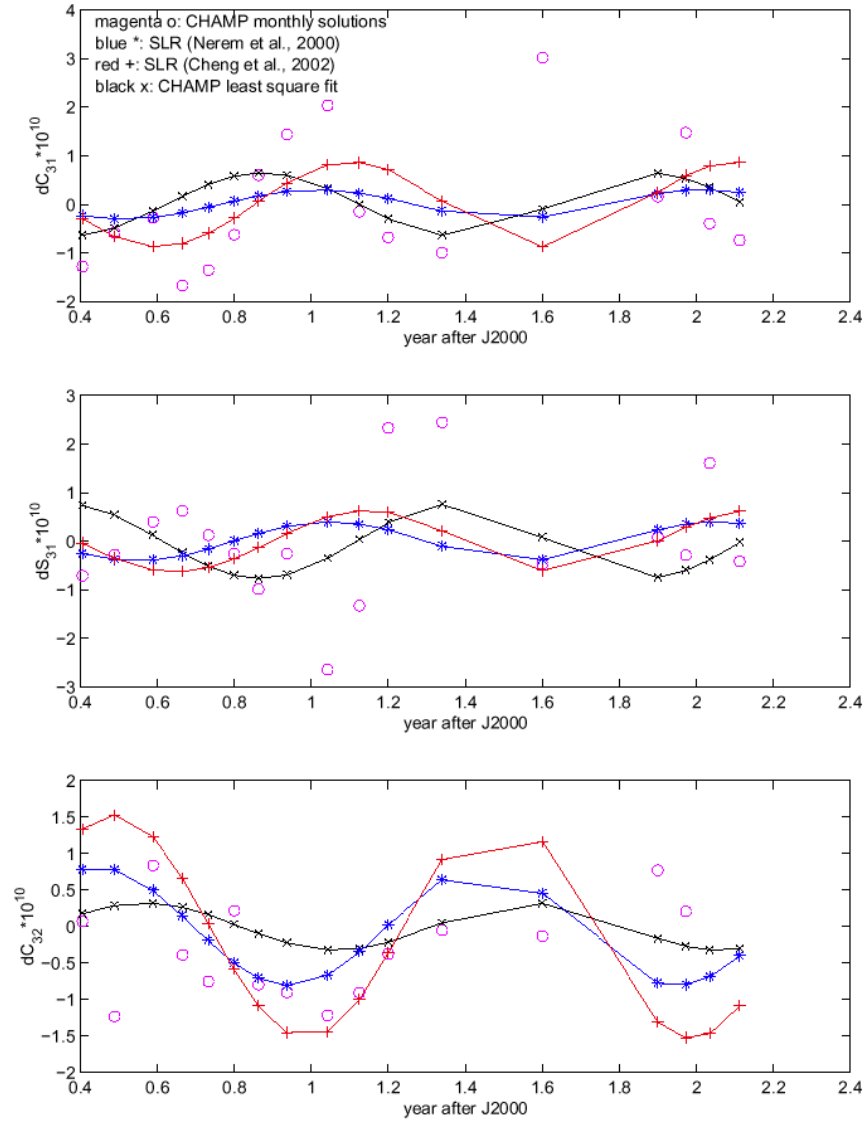 magenta o: CHAMP monthly solutions
blue *: SLR (Nerem et al., 2000)
red +: SLR (Cheng et al., 2002)
black x: CHAMP least square fit
4
3
2
1
0
−1
−2
dC31*10^10
0.4 0.6 0.8 1 1.2 1.4 1.6 1.8 2 2.2 2.4
year after J2000
3
2
1
0
−1
−2
−3
dS31*10^10
0.4 0.6 0.8 1 1.2 1.4 1.6 1.8 2 2.2 2.4
year after J2000
2
1.5
1
0.5
0
−0.5
−1
−1.5
−2
dC32*10^10
0.4 0.6 0.8 1 1.2 1.4 1.6 1.8 2 2.2 2.4
year after J2000